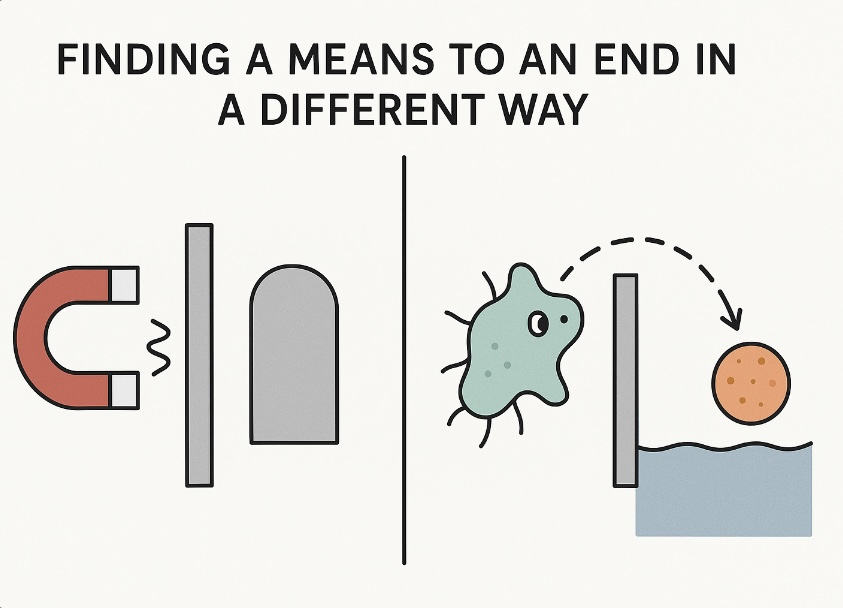 FINDING A MEANS TO AN END IN
A DIFFERENT WAY